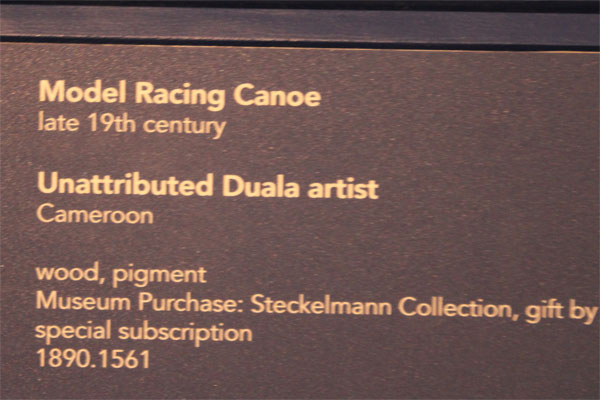 Model Racing Canoe
late 19th century
Unattributed Duala artist
Cameroon
wood, pigment
Museum Purchase: Steckelmann Collection, gift by
special subscription
1890.1561